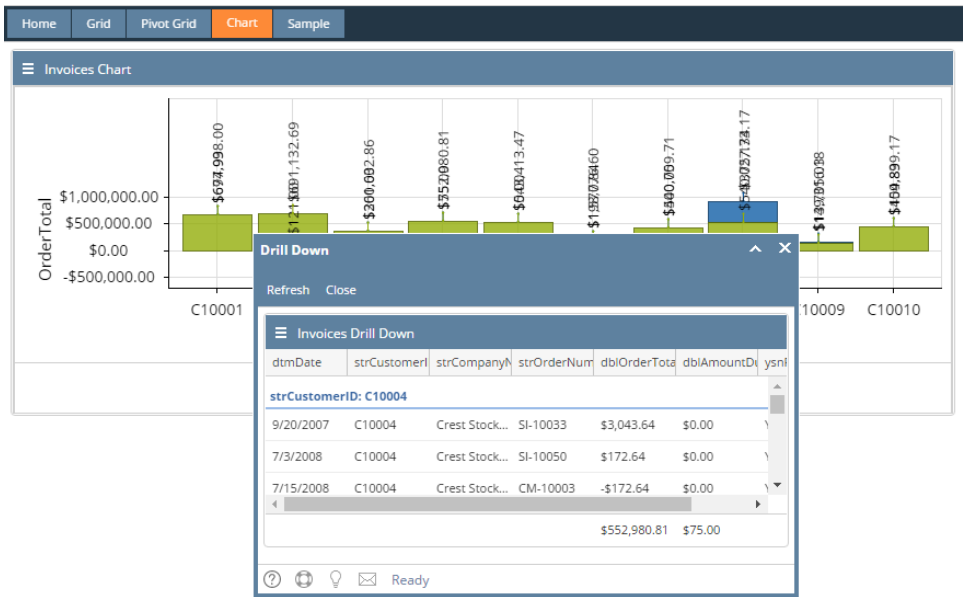 Home Grid Pivot Grid Chart Sample
Invoices Chart
OrderTotal
$1,000,000.00
$500,000.00
$0.00
-$500,000.00
C10001
10009
C10010
Drill Down
Refresh Close
Invoices Drill Down
dtmDate strCustomerI strCompanyN strOrderNum dblOrderTota dblAmountDu ysnP
strCustomerID: C10004
9/20/2007 C10004 Crest Stock... SI-10033 $3,043.64 $0.00
7/3/2008 C10004 Crest Stock... SI-10050 $172.64 $0.00
7/15/2008 C10004 Crest Stock... CM-10003 -$172.64 $0.00
$552,980.81 $75.00
Ready